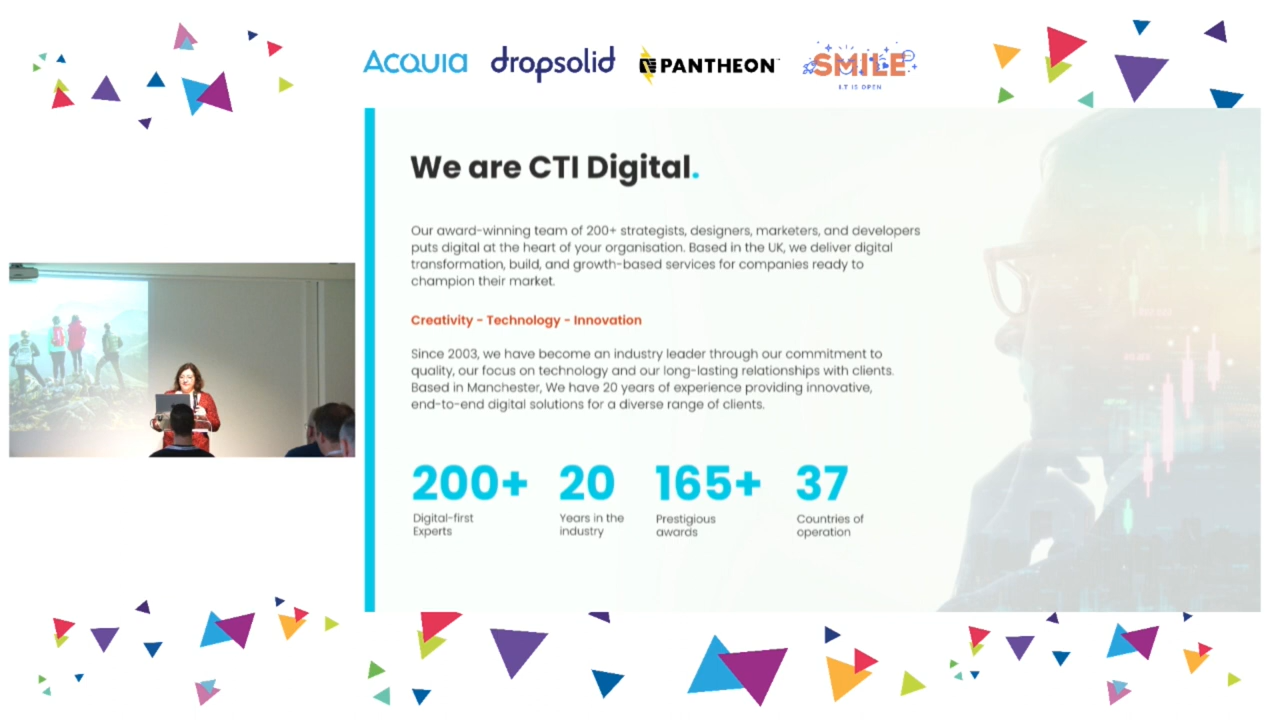 ACQUIA dropsolid PANTHEON SMILE
I.T IS OPEN
We are CTI Digital.
Our award-winning team of 200+ strategists, designers, marketers, and developers
puts digital at the heart of your organisation. Based in the UK, we deliver digital
transformation, build, and growth-based services for companies ready to
champion their market.
Creativity - Technology - Innovation
Since 2003, we have become an industry leader through our commitment to
quality, our focus on technology and our long-lasting relationships with clients.
Based in Manchester, We have 20 years of experience providing innovative,
end-to-end digital solutions for a diverse range of clients.
200+ 20 165+ 37
Digital-first Years in the Prestigious Countries of
Experts industry awards operation